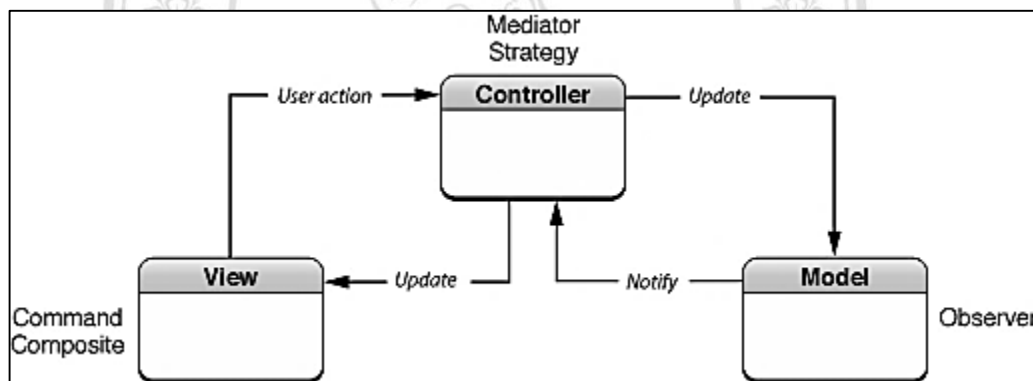 Mediator
Strategy
Controller
User action
Update
View
Update
Notify
Model
Command
Composite
Observer